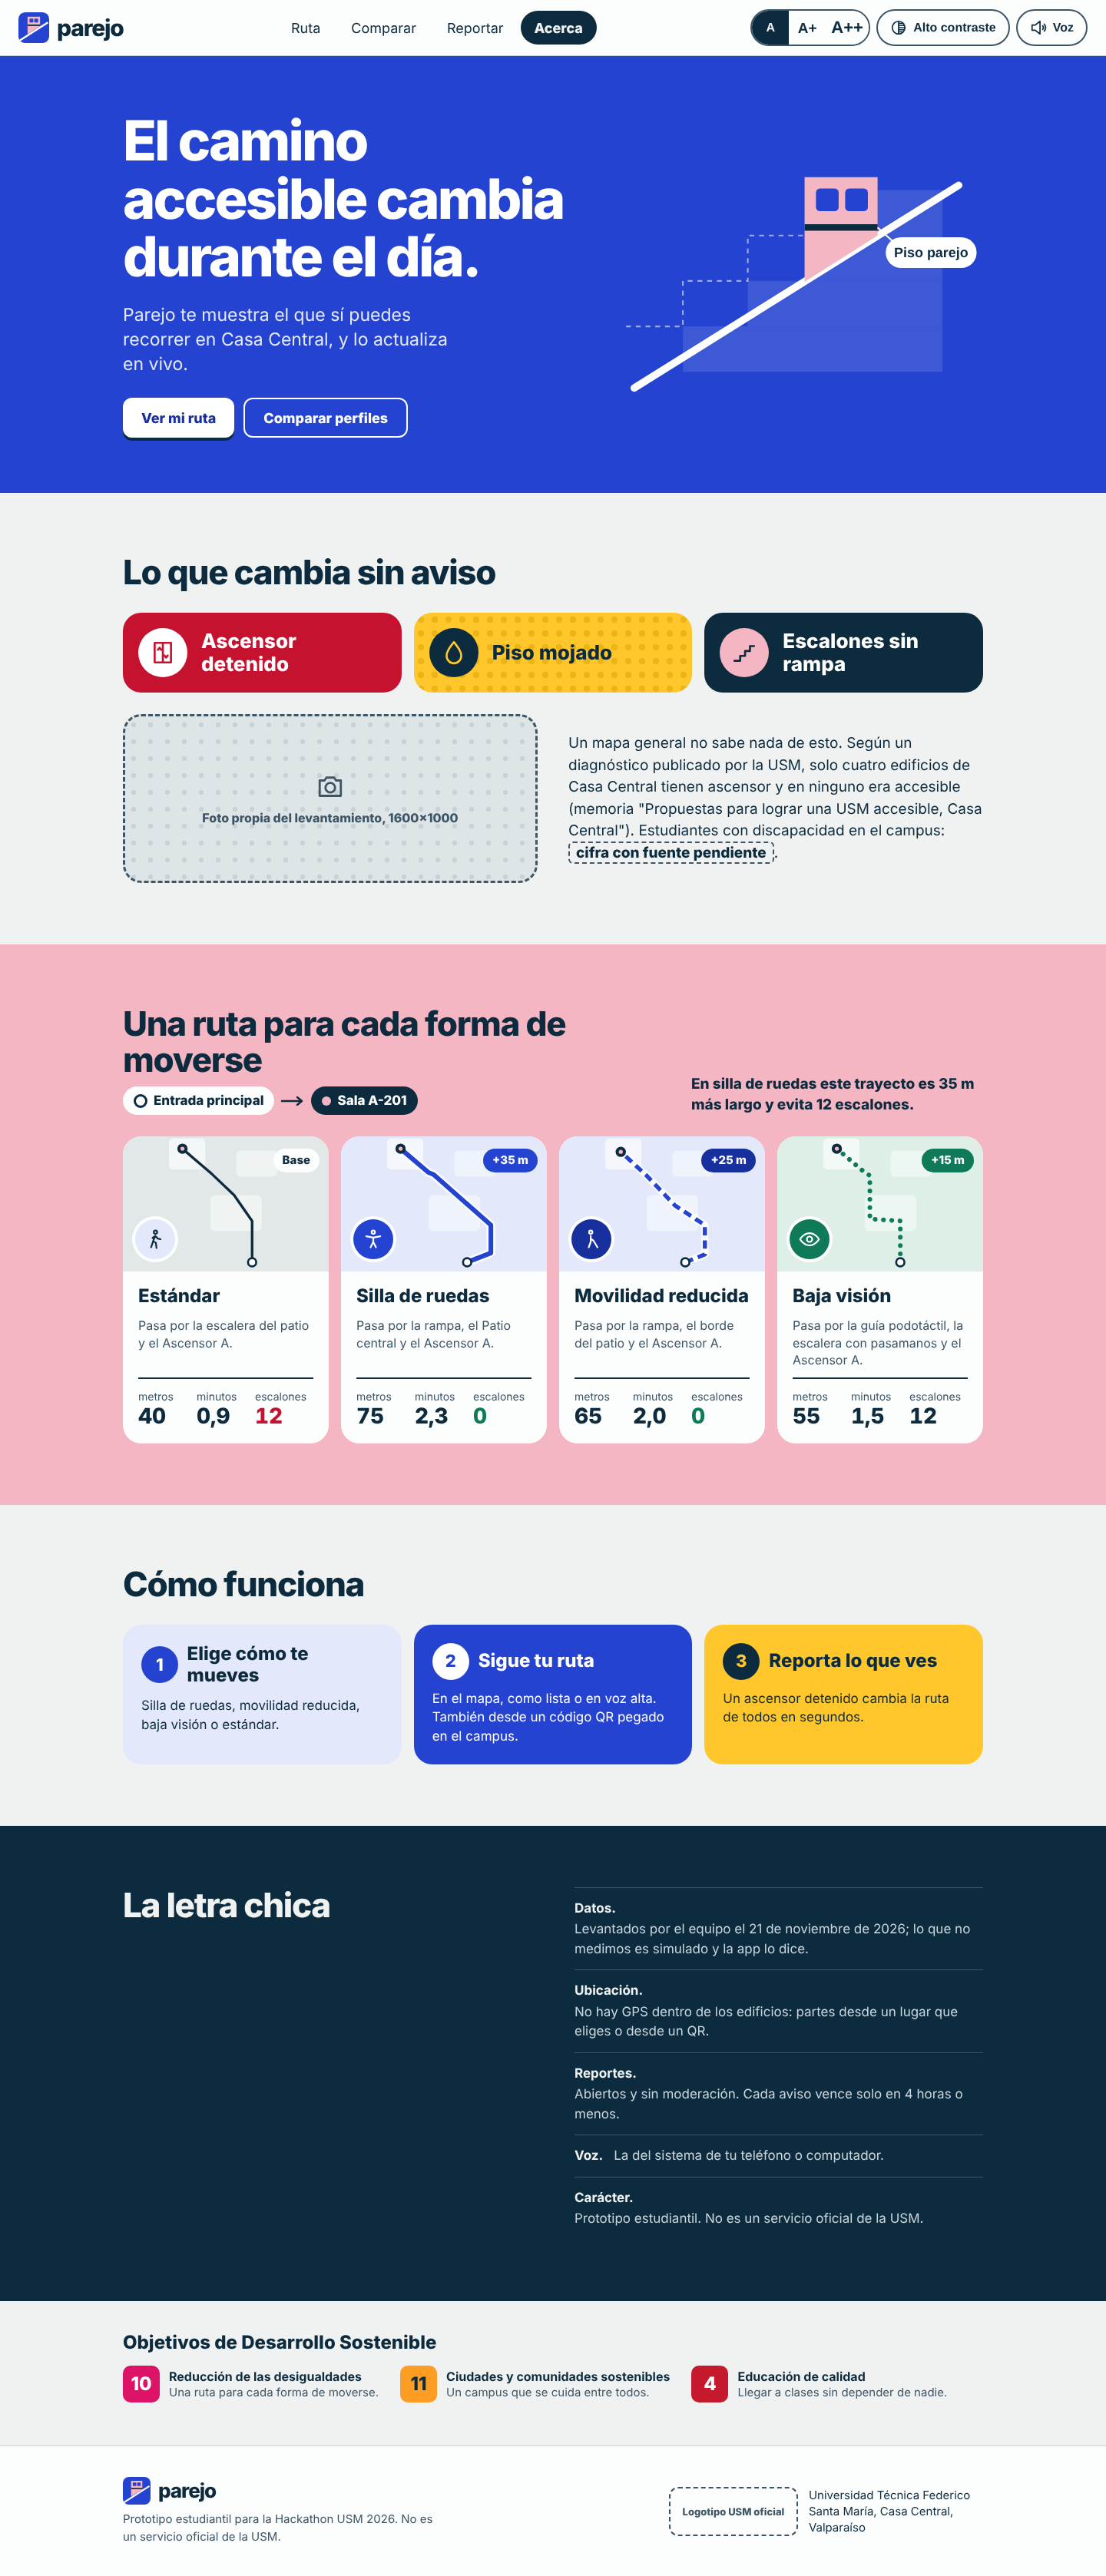 parejo
Ruta
Comparar
Reportar
Acerca
A
A+
A++
Alto contraste
Voz
El camino
accesible cambia
durante el día.
Parejo te muestra el que sí puedes
recorrer en Casa Central, y lo actualiza
en vivo.
Ver mi ruta
Comparar perfiles
Piso parejo
Lo que cambia sin aviso
Ascensor
detenido
Piso mojado
Escalones sin
rampa
Foto propia del levantamiento, 1600×1000
Un mapa general no sabe nada de esto. Según un
diagnóstico publicado por la USM, solo cuatro edificios de
Casa Central tienen ascensor y en ninguno era accesible
(memoria "Propuestas para lograr una USM accesible, Casa
Central"). Estudiantes con discapacidad en el campus:
cifra con fuente pendiente.
Una ruta para cada forma de
moverse
Entrada principal
Sala A-201
En silla de ruedas este trayecto es 35 m
más largo y evita 12 escalones.
Base
Estándar
Pasa por la escalera del patio
y el Ascensor A.
metros
minutos
escalones
40
0,9
12
+35 m
Silla de ruedas
Pasa por la rampa, el Patio
central y el Ascensor A.
metros
minutos
escalones
75
2,3
0
+25 m
Movilidad reducida
Pasa por la rampa, el borde
del patio y el Ascensor A.
metros
minutos
escalones
65
2,0
0
+15 m
Baja visión
Pasa por la guía podotáctil, la
escalera con pasamanos y el
Ascensor A.
metros
minutos
escalones
55
1,5
12
Cómo funciona
1
Elige cómo te
mueves
Silla de ruedas, movilidad reducida,
baja visión o estándar.
2
Sigue tu ruta
En el mapa, como lista o en voz alta.
También desde un código QR pegado
en el campus.
3
Reporta lo que ves
Un ascensor detenido cambia la ruta
de todos en segundos.
La letra chica
Datos.
Levantados por el equipo el 21 de noviembre de 2026; lo que no
medimos es simulado y la app lo dice.
Ubicación.
No hay GPS dentro de los edificios: partes desde un lugar que
eliges o desde un QR.
Reportes.
Abiertos y sin moderación. Cada aviso vence solo en 4 horas o
menos.
Voz. La del sistema de tu teléfono o computador.
Carácter.
Prototipo estudiantil. No es un servicio oficial de la USM.
Objetivos de Desarrollo Sostenible
10
Reducción de las desigualdades
Una ruta para cada forma de moverse.
11
Ciudades y comunidades sostenibles
Un campus que se cuida entre todos.
4
Educación de calidad
Llegar a clases sin depender de nadie.
parejo
Prototipo estudiantil para la Hackathon USM 2026. No es
un servicio oficial de la USM.
Logotipo USM oficial
Universidad Técnica Federico
Santa María, Casa Central,
Valparaíso